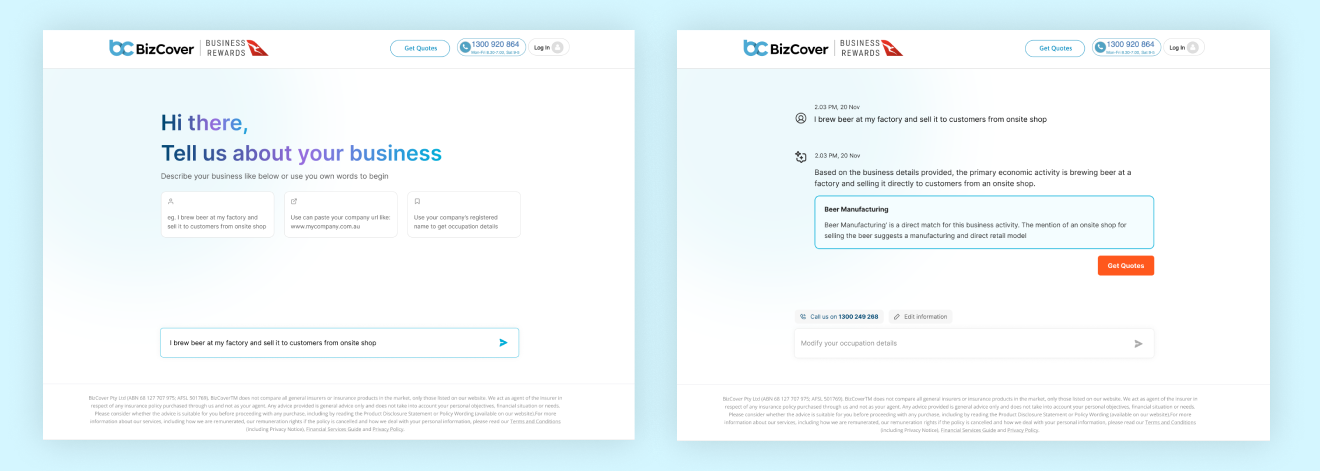 bc BizCover
BUSINESS
REWARDS
Get Quotes
1300 920 864
Mon-Fri 8:30-7:00, Sat 9-5
Log In
Hi there,
Tell us about your business
Describe your business like below or use you own words to begin
eg. I brew beer at my factory and
sell it to customers from onsite shop
Use can paste your company url like:
www.mycompany.com.au
Use your company's registered
name to get occupation details
I brew beer at my factory and sell it to customers from onsite shop
BizCover Pty Ltd (ABN 68 127 707 975; AFSL 501769). BizCoverTM does not compare all general insurers or insurance products in the market, only those listed on our website. We act as agent of the insurer in
respect of any insurance policy purchased through us and not as your agent. Any advice provided is general advice only and does not take into account your personal objectives, financial situation or needs.
Please consider whether the advice is suitable for you before proceeding with any purchase, including by reading the Product Disclosure Statement or Policy Wording (available on our website).For more
information about our services, including how we are remunerated, our remuneration rights if the policy is cancelled and how we deal with your personal information, please read our Terms and Conditions
(including Privacy Notice), Financial Services Guide and Privacy Policy.
bc BizCover
BUSINESS
REWARDS
Get Quotes
1300 920 864
Mon-Fri 8:30-7:00, Sat 9-5
Log In
2.03 PM, 20 Nov
I brew beer at my factory and sell it to customers from onsite shop
2.03 PM, 20 Nov
Based on the business details provided, the primary economic activity is brewing beer at a
factory and selling it directly to customers from an onsite shop.
Beer Manufacturing
Beer Manufacturing' is a direct match for this business activity. The mention of an onsite shop for
selling the beer suggests a manufacturing and direct retail model
Get Quotes
Call us on 1300 249 268
Edit information
Modify your occupation details
BizCover Pty Ltd (ABN 68 127 707 975; AFSL 501769). BizCoverTM does not compare all general insurers or insurance products in the market, only those listed on our website. We act as agent of the insurer in
respect of any insurance policy purchased through us and not as your agent. Any advice provided is general advice only and does not take into account your personal objectives, financial situation or needs.
Please consider whether the advice is suitable for you before proceeding with any purchase, including by reading the Product Disclosure Statement or Policy Wording (available on our website).For more
information about our services, including how we are remunerated, our remuneration rights if the policy is cancelled and how we deal with your personal information, please read our Terms and Conditions
(including Privacy Notice), Financial Services Guide and Privacy Policy.